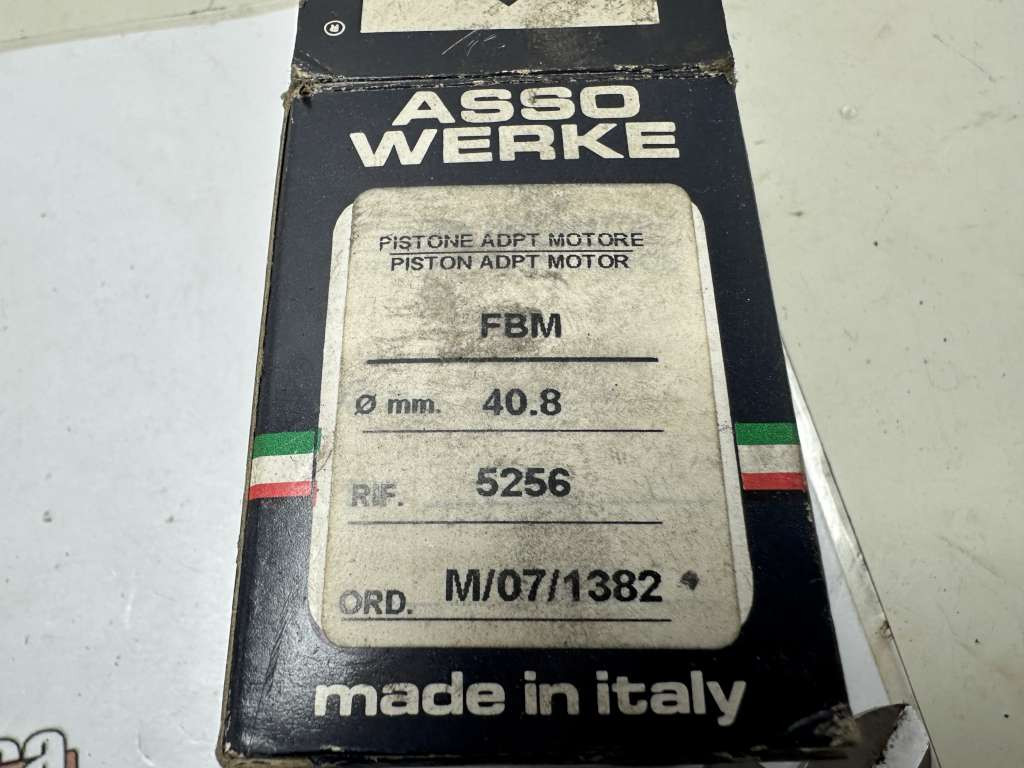 ®
ASSO
WERKE
PISTONE ADPT MOTORE
PISTON ADPT MOTOR
FBM
Ø mm. 40.8
RIF. 5256
ORD. M/07/1382
made in italy